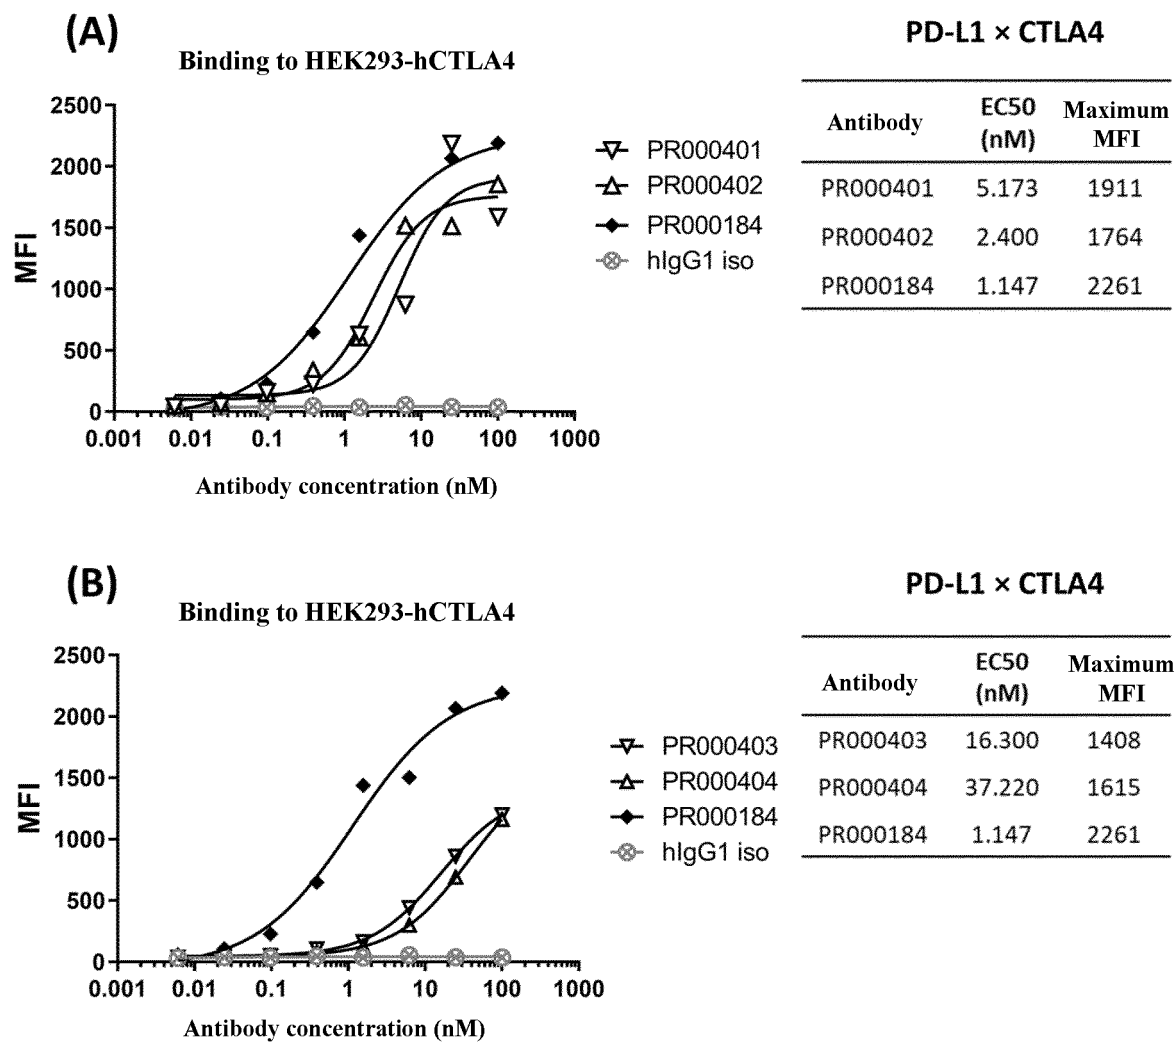 (A)
Binding to HEK293-hCTLA4
MFI
2500
2000
1500
1000
500
0
0.001 0.01 0.1 1 10 100 1000
Antibody concentration (nM)
PR000401
PR000402
PR000184
hIgG1 iso
PD-L1 × CTLA4
Antibody EC50 (nM) Maximum MFI
PR000401 5.173 1911
PR000402 2.400 1764
PR000184 1.147 2261
(B)
Binding to HEK293-hCTLA4
MFI
2500
2000
1500
1000
500
0
0.001 0.01 0.1 1 10 100 1000
Antibody concentration (nM)
PR000403
PR000404
PR000184
hIgG1 iso
PD-L1 × CTLA4
Antibody EC50 (nM) Maximum MFI
PR000403 16.300 1408
PR000404 37.220 1615
PR000184 1.147 2261